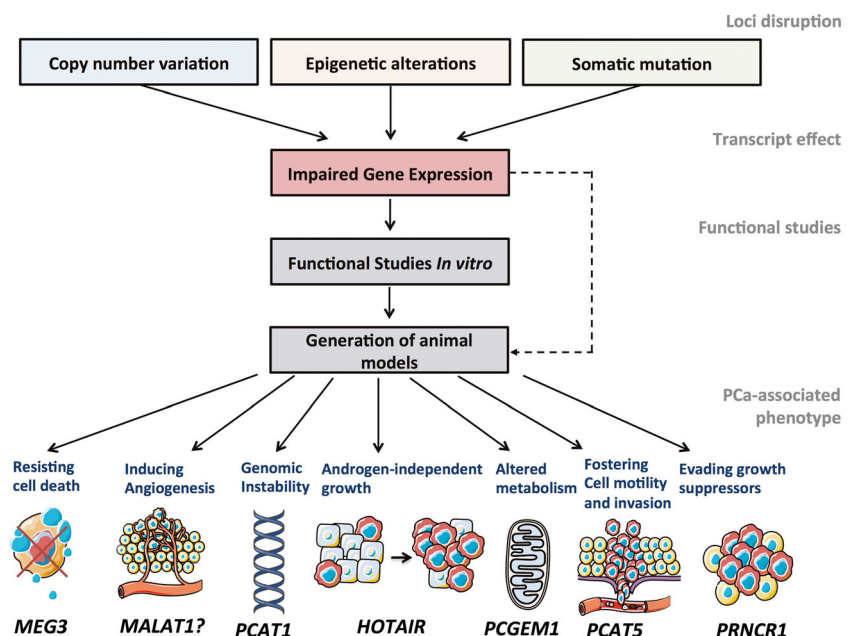 Loci disruption
Copy number variation
Epigenetic alterations
Somatic mutation
Transcript effect
Impaired Gene Expression
Functional studies
Functional Studies In vitro
Generation of animal
models
PCa-associated
phenotype
Resisting
cell death
Inducing
Angiogenesis
Genomic
Instability
Androgen-independent
growth
Altered
metabolism
Fostering
Cell motility
and invasion
Evading growth
suppressors
MEG3
MALAT1?
PCAT1
HOTAIR
PCGEM1
PCAT5
PRNCR1